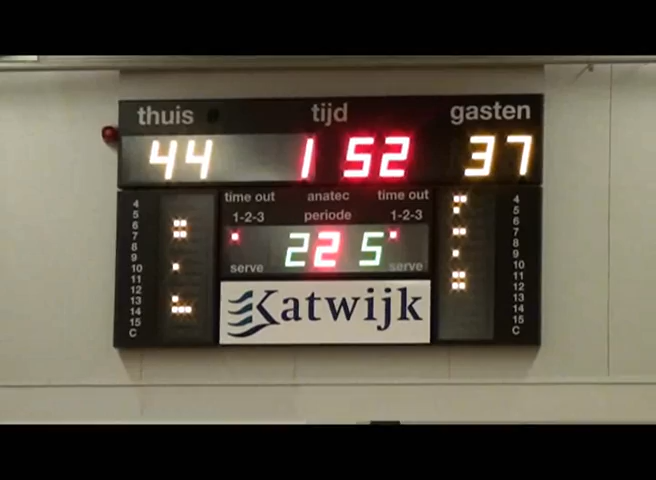 thuis tijd gasten
44 1 52 37
time out anatec time out
1-2-3 periode 1-2-3
2 2 5
serve serve
Katwijk
4 4
5 5
6 6
7 7
8 8
9 9
10 10
11 11
12 12
13 13
14 14
15 15
C C